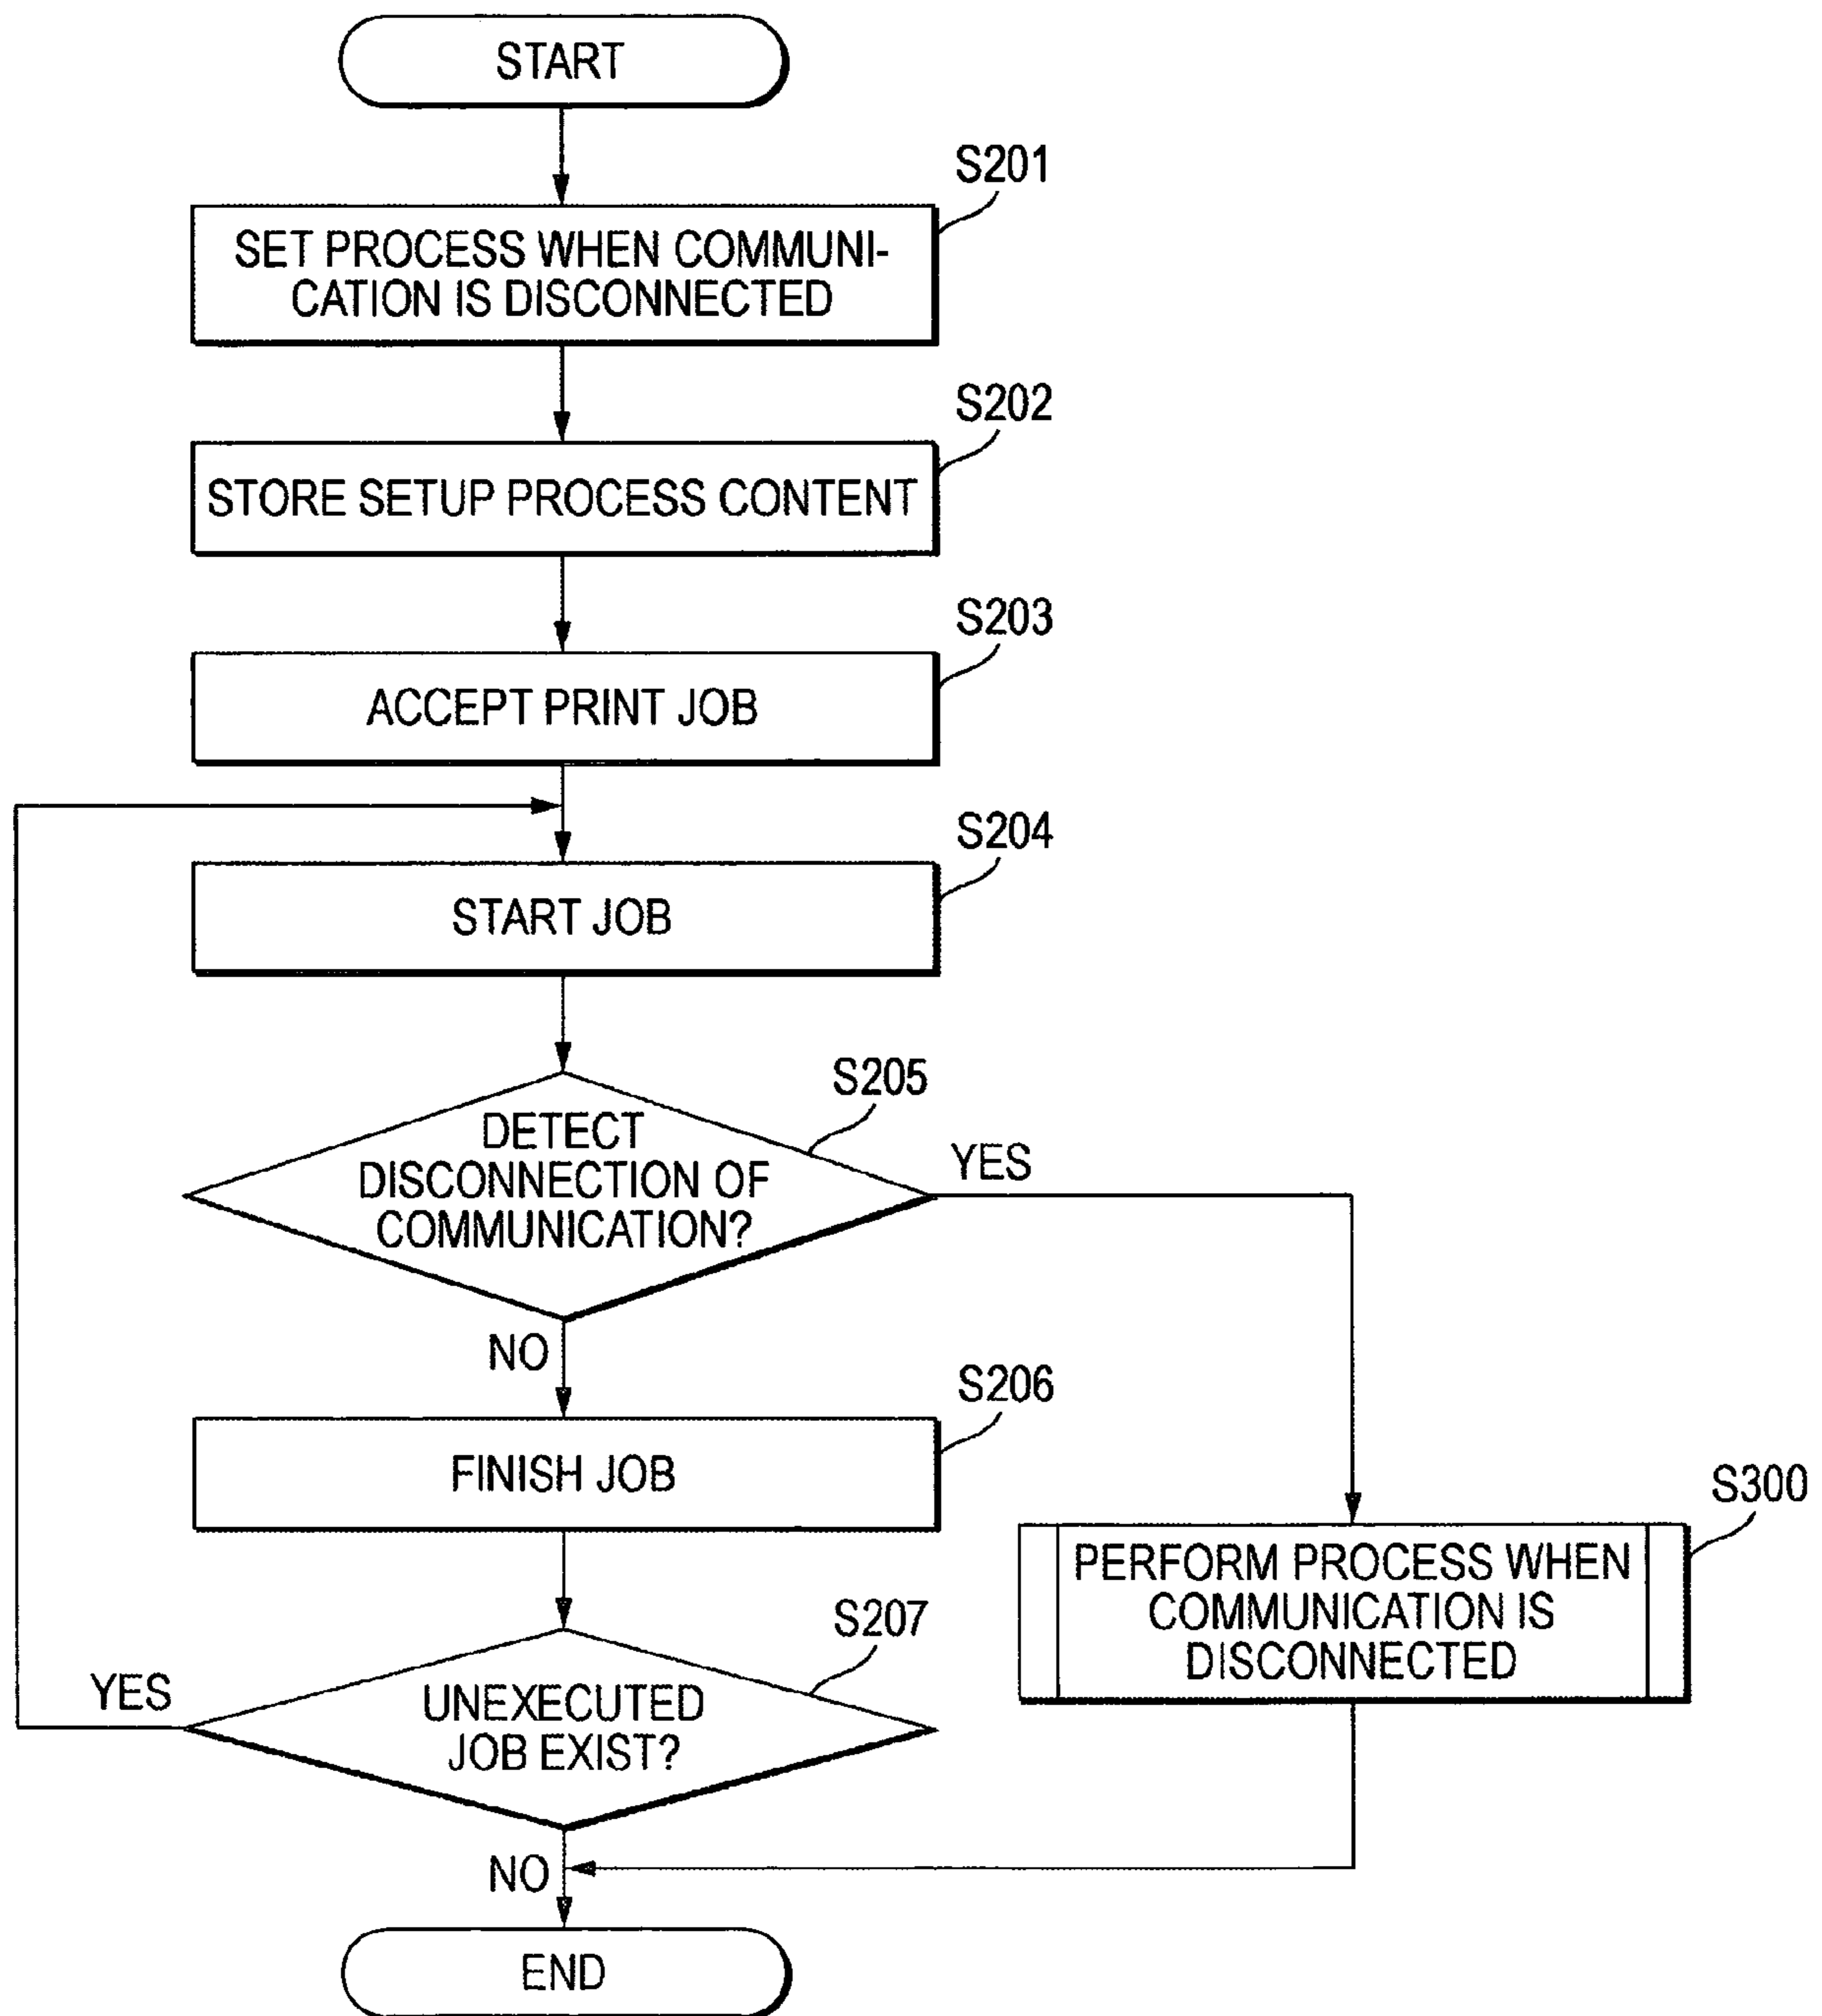 START
S201
SET PROCESS WHEN COMMUNI-
CATION IS DISCONNECTED
S202
STORE SETUP PROCESS CONTENT
S203
ACCEPT PRINT JOB
S204
START JOB
S205
DETECT
DISCONNECTION OF
COMMUNICATION?
YES
NO
S206
FINISH JOB
S300
PERFORM PROCESS WHEN
COMMUNICATION IS
DISCONNECTED
S207
UNEXECUTED
JOB EXIST?
YES
NO
END